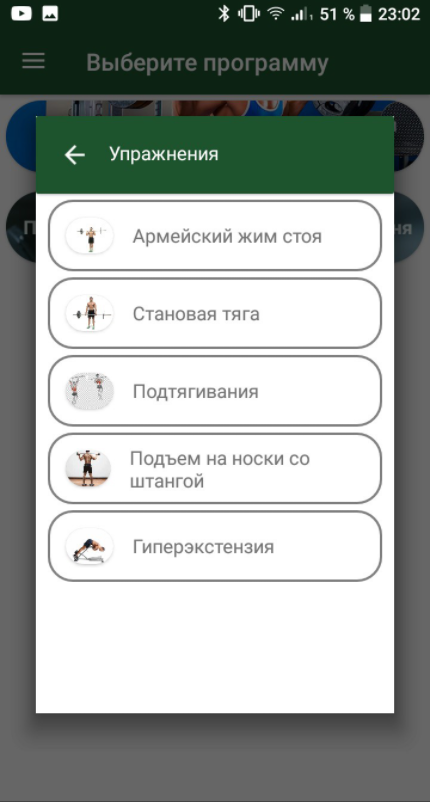 51 % 23:02
Выберите программу
Упражнения
Армейский жим стоя
Становая тяга
Подтягивания
Подъем на носки со
штангой
Гиперэкстензия